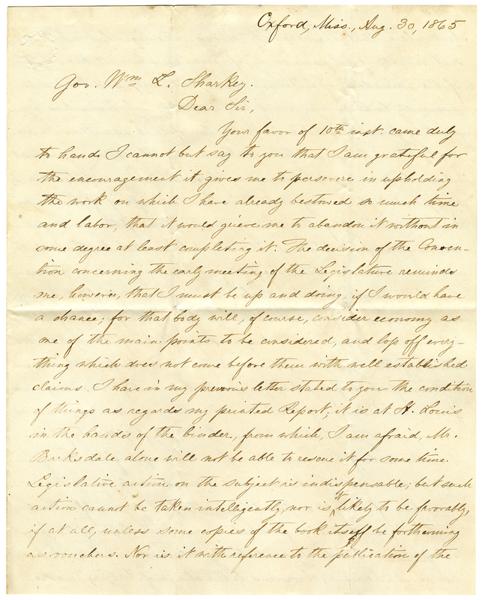 Oxford, Miss., Aug. 30, 1865
Gov. Wm L. Sharkey.
Dear Sir,
Your favor of 10th inst. came duly
to hand. I cannot but say to you that I am grateful for
the encouragement it gives me to persevere in upholding
the work on which I have already bestowed so much time
and labor, that it would grieve me to abandon it without in
some degree at least completing it. The decision of the Conven-
tion concerning the early meeting of the Legislature reminds
me, however, that I must be up and doing, if I would have
a chance; for that body will, of course, consider economy as
one of the main points to be considered, and lop off every-
thing which does not come before them with well established
claims. I have in my previous letter stated to you the condition
of things as regards my printed Report; it is at St. Louis
in the hands of the binder, from which, I am afraid, Mr.
Barksdale alone will not be able to rescue it for some time.
Legislative action on the subject is indispensable; but such
action cannot be taken intelligently, nor is it likely to be favorable,
if at all, unless some copies of the book itself be forthcoming
as vouchers. Nor is it with reference to the publication of the